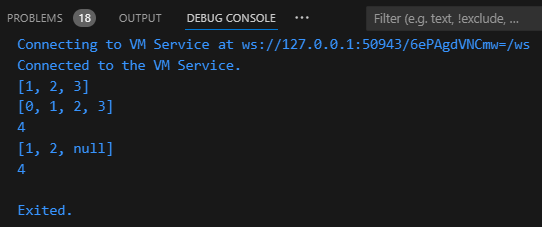 PROBLEMS 18 OUTPUT DEBUG CONSOLE ... Filter (e.g. text, !exclude, ...
Connecting to VM Service at ws://127.0.0.1:50943/6ePAgdVNCmw=/ws
Connected to the VM Service.
[1, 2, 3]
[0, 1, 2, 3]
4
[1, 2, null]
4
Exited.